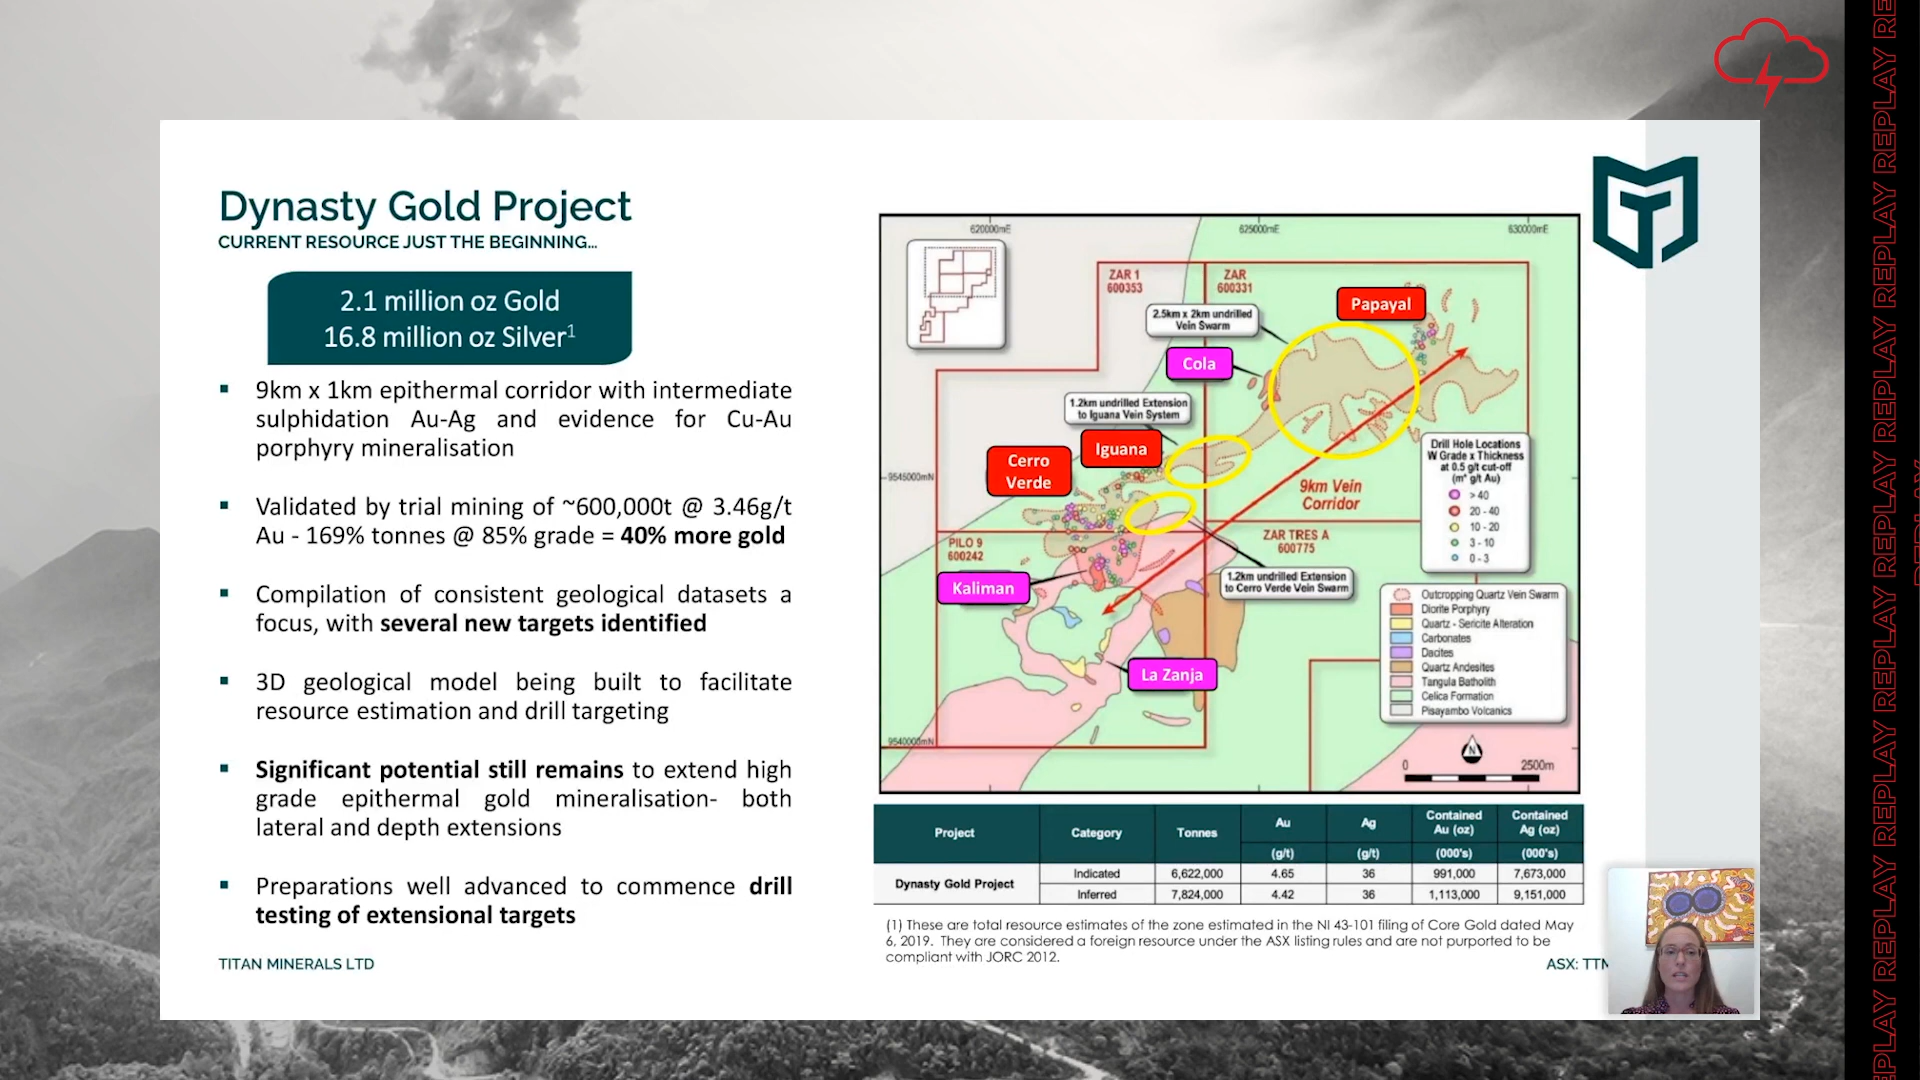 Dynasty Gold Project
CURRENT RESOURCE JUST THE BEGINNING...
2.1 million oz Gold
16.8 million oz Silver1
▪ 9km x 1km epithermal corridor with intermediate
sulphidation Au-Ag and evidence for Cu-Au
porphyry mineralisation
▪ Validated by trial mining of ~600,000t @ 3.46g/t
Au - 169% tonnes @ 85% grade = 40% more gold
▪ Compilation of consistent geological datasets a
focus, with several new targets identified
▪ 3D geological model being built to facilitate
resource estimation and drill targeting
▪ Significant potential still remains to extend high
grade epithermal gold mineralisation- both
lateral and depth extensions
▪ Preparations well advanced to commence drill
testing of extensional targets
TITAN MINERALS LTD
620000mE 625000mE 630000mE
ZAR 1
600353
ZAR
600331
Papayal
2.5km x 2km undrilled
Vein Swarm
Cola
1.2km undrilled Extension
to Iguana Vein System
Iguana
Cerro
Verde
9545000mN
9km Vein
Corridor
Drill Hole Locations
W Grade x Thickness
at 0.5 g/t cut-off
(m* g/t Au)
> 40
20 - 40
10 - 20
3 - 10
0 - 3
PILO 9
600242
ZAR TRES A
600775
Kaliman
1.2km undrilled Extension
to Cerro Verde Vein Swarm
La Zanja
Outcropping Quartz Vein Swarm
Diorite Porphyry
Quartz - Sericite Alteration
Carbonates
Dacites
Quartz Andesites
Tangula Batholith
Celica Formation
Pisayambo Volcanics
9540000mN
N
0 2500m
Project Category Tonnes Au (g/t) Ag (g/t) Contained Au (oz) (000's) Contained Ag (oz) (000's)
Dynasty Gold Project
Indicated 6,622,000 4.65 36 991,000 7,673,000
Inferred 7,824,000 4.42 36 1,113,000 9,151,000
(1) These are total resource estimates of the zone estimated in the NI 43-101 filing of Core Gold dated May
6, 2019. They are considered a foreign resource under the ASX listing rules and are not purported to be
compliant with JORC 2012.
ASX: TTM
REPLAY REPLAY REPLAY REPLAY REPLAY REPLAY REPLAY REPLAY